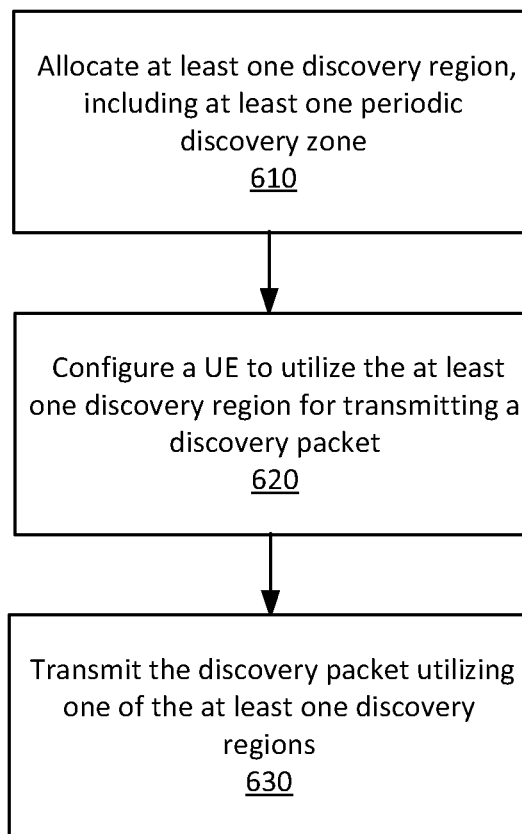 Allocate at least one discovery region,
including at least one periodic
discovery zone
610
Configure a UE to utilize the at least
one discovery region for transmitting a
discovery packet
620
Transmit the discovery packet utilizing
one of the at least one discovery
regions
630